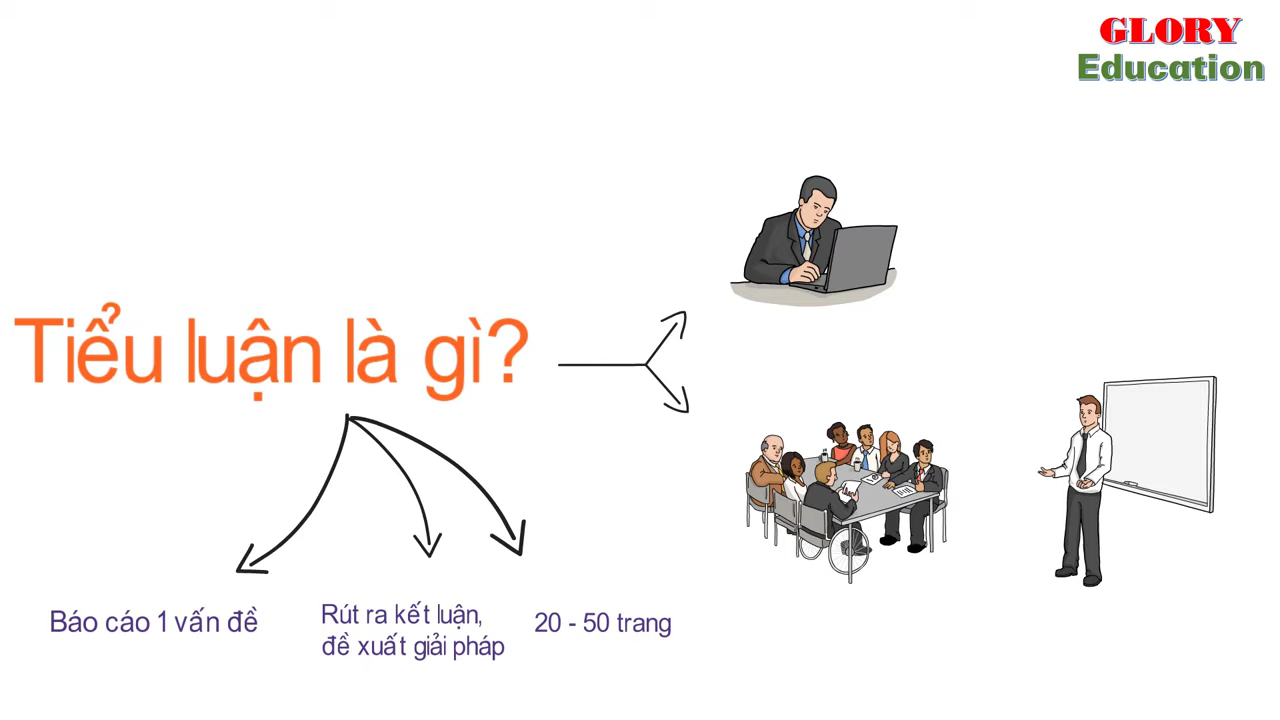 GLORY
Education
Tiểu luận là gì?
Báo cáo 1 vấn đề
Rút ra kết luận,
đề xuất giải pháp
20 - 50 trang